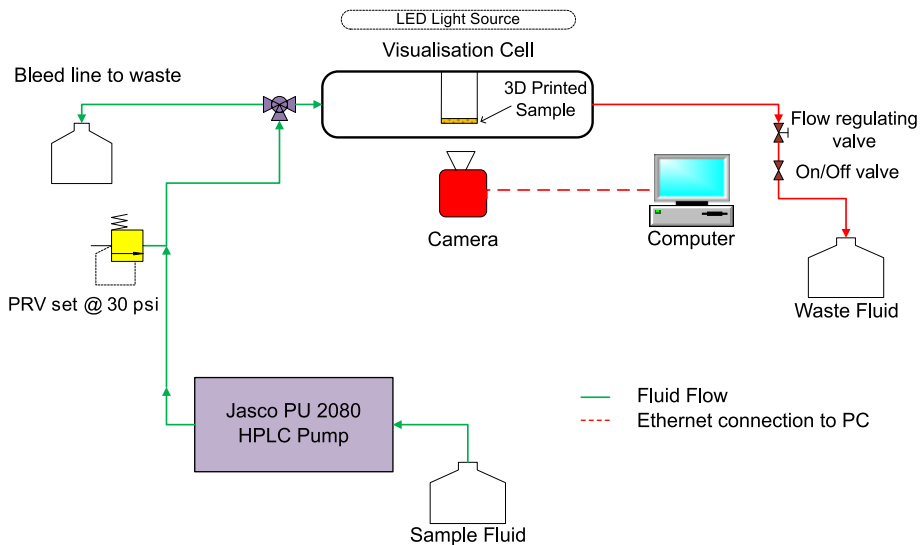 LED Light Source
Visualisation Cell
Bleed line to waste
3D Printed
Sample
Flow regulating
valve
On/Off valve
Camera
Computer
PRV set @ 30 psi
Waste Fluid
Jasco PU 2080
HPLC Pump
Fluid Flow
Ethernet connection to PC
Sample Fluid